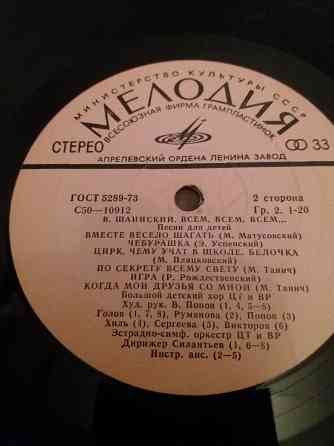 МИНИСТЕРСТВО КУЛЬТУРЫ СССР
МЕЛОДИЯ
ВСЕСОЮЗНАЯ ФИРМА ГРАМПЛАСТИНОК
СТЕРЕО
33
АПРЕЛЕВСКИЙ ОРДЕНА ЛЕНИНА ЗАВОД
ГОСТ 5289-73 2 сторона
С50—10912 Гр. 2. 1-20
В. ШАИНСКИЙ. ВСЕМ, ВСЕМ, ВСЕМ...
Песни для детей
ВМЕСТЕ ВЕСЕЛО ШАГАТЬ (М. Матусовский)
ЧЕБУРАШКА (Э. Успенский)
ЦИРК, ЧЕМУ УЧАТ В ШКОЛЕ, БЕЛОЧКА
(М. Пляцковский)
ПО СЕКРЕТУ ВСЕМУ СВЕТУ (М. Танич)
ИГРА (Р. Рождественский)
КОГДА МОИ ДРУЗЬЯ СО МНОЙ (М. Танич)
Большой детский хор ЦТ и ВР
Худ. рук. В. Попов (1, 4, 5—8)
Голов (1, 7, 8), Румянова (2), Попов (3)
Хиль (4), Сергеева (5), Викторов (6)
Эстрадно-симф. оркестр ЦТ и ВР
Дирижер Силантьев (1, 6—8)
Инстр. анс. (2—5)